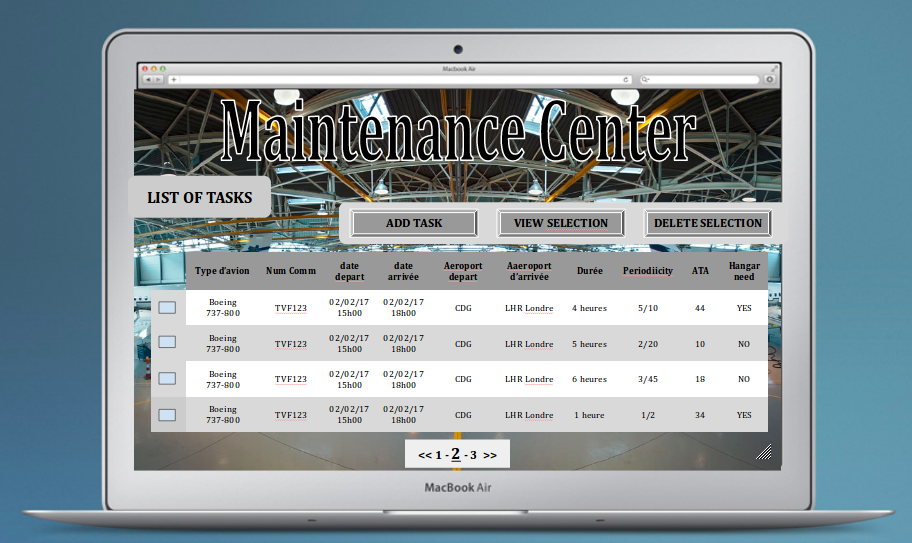 Macbook Air
Maintenance Center
LIST OF TASKS
ADD TASK
VIEW SELECTION
DELETE SELECTION
Type d'avion Num Comm date depart date arrivée Aeroport depart Aaeroport d'arrivée Durée Periodiicity ATA Hangar need
Boeing 737-800 TVF123 02/02/17 15h00 02/02/17 18h00 CDG LHR Londre 4 heures 5/10 44 YES
Boeing 737-800 TVF123 02/02/17 15h00 02/02/17 18h00 CDG LHR Londre 5 heures 2/20 10 NO
Boeing 737-800 TVF123 02/02/17 15h00 02/02/17 18h00 CDG LHR Londre 6 heures 3/45 18 NO
Boeing 737-800 TVF123 02/02/17 15h00 02/02/17 18h00 CDG LHR Londre 1 heure 1/2 34 YES
<< 1 - 2 - 3 >>
MacBook Air